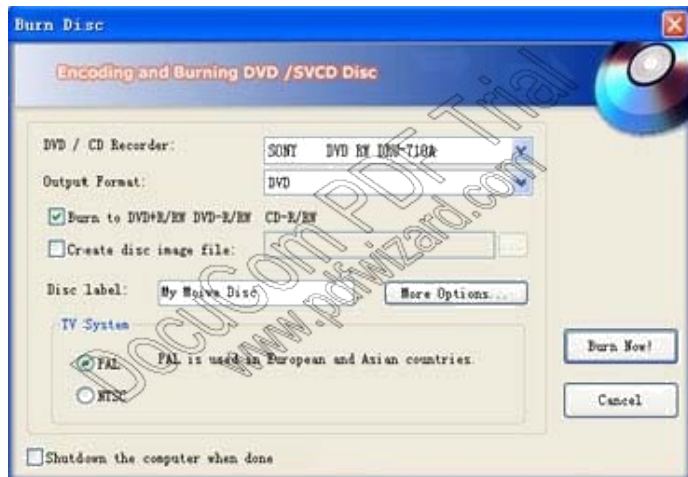 Burn Disc
Encoding and Burning DVD /SVCD Disc
DVD / CD Recorder:
SONY DVD RW DRU-710A
Output Format:
DVD
Burn to DVD+R/RW DVD-R/RW CD-R/RW
Create disc image file:
Disc label:
My Moive Disc
More Options...
TV System
PAL
PAL is used in European and Asian countries.
NTSC
Burn Now!
Cancel
Shutdown the computer when done
DocuCom PDF Trial
www.pdfwizard.com